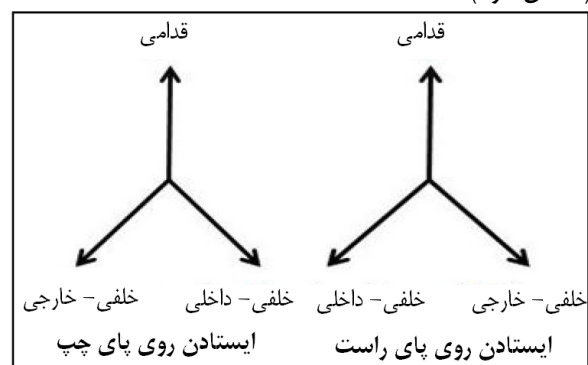 قدامی قدامی
خلفی- خارجی خلفی- داخلی خلفی- داخلی خلفی- خارجی
ایستادن روی پای راست ایستادن روی پای چپ